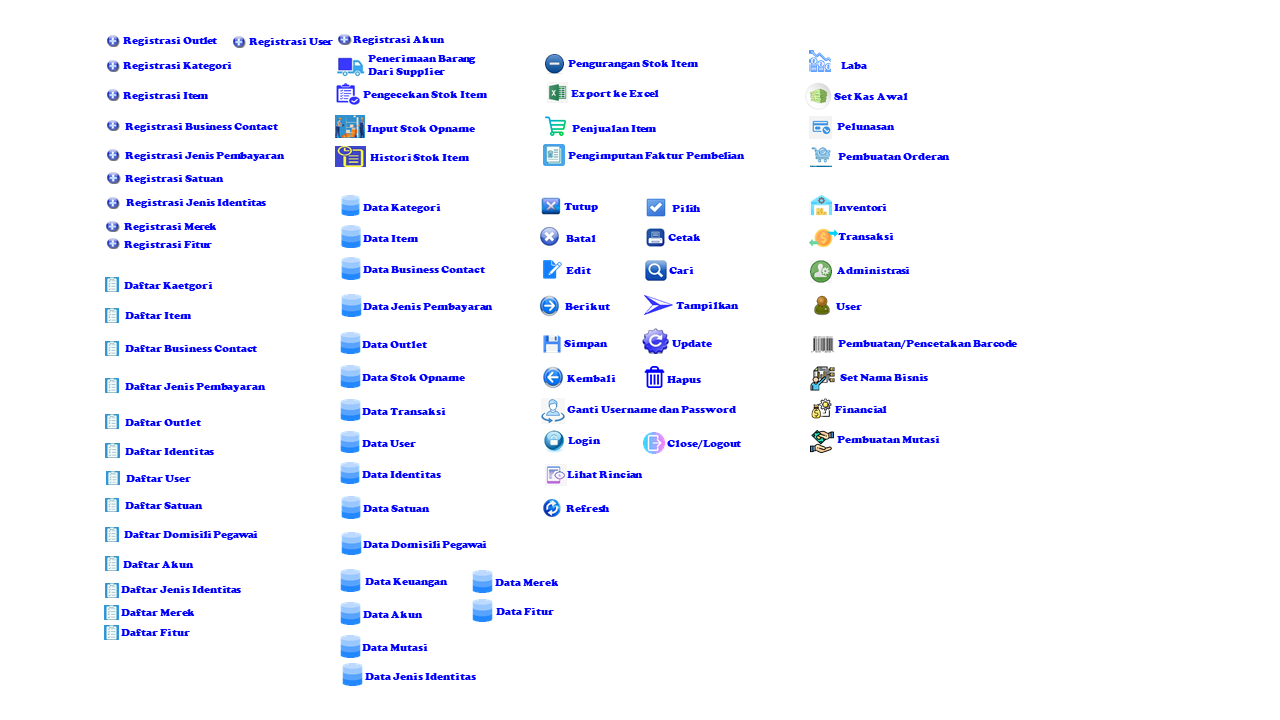 Registrasi Outlet
Registrasi User
Registrasi Akun
Registrasi Kategori
Registrasi Item
Registrasi Business Contact
Registrasi Jenis Pembayaran
Registrasi Satuan
Registrasi Jenis Identitas
Registrasi Merek
Registrasi Fitur
Daftar Kaetgori
Daftar Item
Daftar Business Contact
Daftar Jenis Pembayaran
Daftar Outlet
Daftar Identitas
Daftar User
Daftar Satuan
Daftar Domisili Pegawai
Daftar Akun
Daftar Jenis Identitas
Daftar Merek
Daftar Fitur
Penerimaan Barang
Dari Supplier
Pengecekan Stok Item
Input Stok Opname
Histori Stok Item
Data Kategori
Data Item
Data Business Contact
Data Jenis Pembayaran
Data Outlet
Data Stok Opname
Data Transaksi
Data User
Data Identitas
Data Satuan
Data Domisili Pegawai
Data Keuangan
Data Akun
Data Mutasi
Data Jenis Identitas
Data Merek
Data Fitur
Pengurangan Stok Item
Export ke Excel
Penjualan Item
Pengimputan Faktur Pembelian
Tutup
Batal
Edit
Berikut
Simpan
Kembali
Ganti Username dan Password
Login
Lihat Rincian
Refresh
Pilih
Cetak
Cari
Tampilkan
Update
Hapus
Close/Logout
Laba
Set Kas Awal
Pelunasan
Pembuatan Orderan
Inventori
Transaksi
Administrasi
User
Pembuatan/Pencetakan Barcode
Set Nama Bisnis
Financial
Pembuatan Mutasi